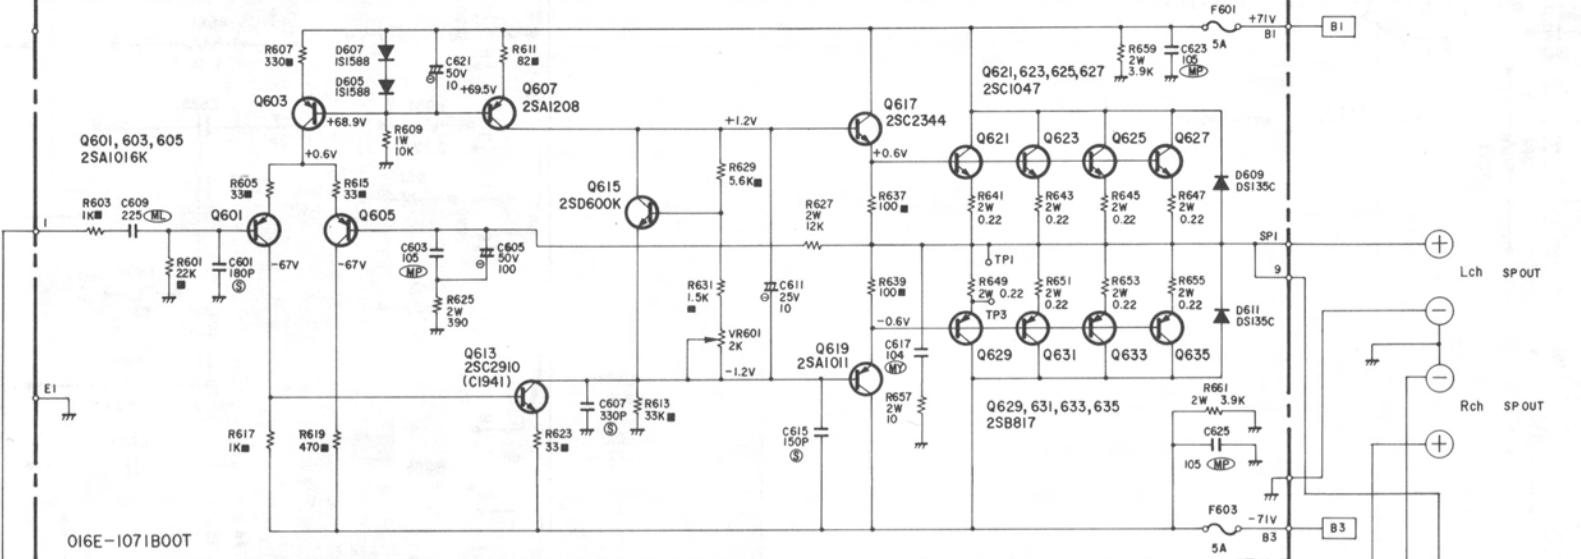 F601
+71V
B1
B1
5A
R607
330■
D607
IS1588
D605
IS1588
C621
50V
10
+69.5V
R611
82■
Q607
2SA1208
R659
2W
3.9K
C623
105
MP
Q621, 623, 625, 627
2SC1047
Q603
+68.9V
R609
1W
10K
Q617
2SC2344
+1.2V
Q601, 603, 605
2SA1016K
+0.6V
+0.6V
Q621
Q623
Q625
Q627
R605
33■
R615
33■
R629
5.6K■
Q615
2SD600K
D609
DS135C
R603
1K■
C609
225 ML
Q601
Q605
R627
2W
12K
R637
100■
R641
2W
0.22
R643
2W
0.22
R645
2W
0.22
R647
2W
0.22
1
SP1
R601
22K
■
C601
180P
S
-67V
-67V
C603
105
MP
C605
50V
100
TP1
9
+
Lch SPOUT
R625
2W
390
R631
1.5K
■
C611
25V
10
R639
100■
R649
2W 0.22
TP3
R651
2W
0.22
R653
2W
0.22
R655
2W
0.22
D611
DS135C
−
VR601
2K
-0.6V
Q613
2SC2910
(C1941)
-1.2V
Q619
2SA1011
C617
104
MY
Q629
Q631
Q633
Q635
E1
C607
330P
S
R613
33K■
R657
2W
10
Q629, 631, 633, 635
2SB817
R661
2W 3.9K
−
Rch SPOUT
R617
1K■
R619
470■
R623
33■
C615
150P
S
C625
105 MP
+
F603
-71V
B3
B3
5A
016E-1071B00T